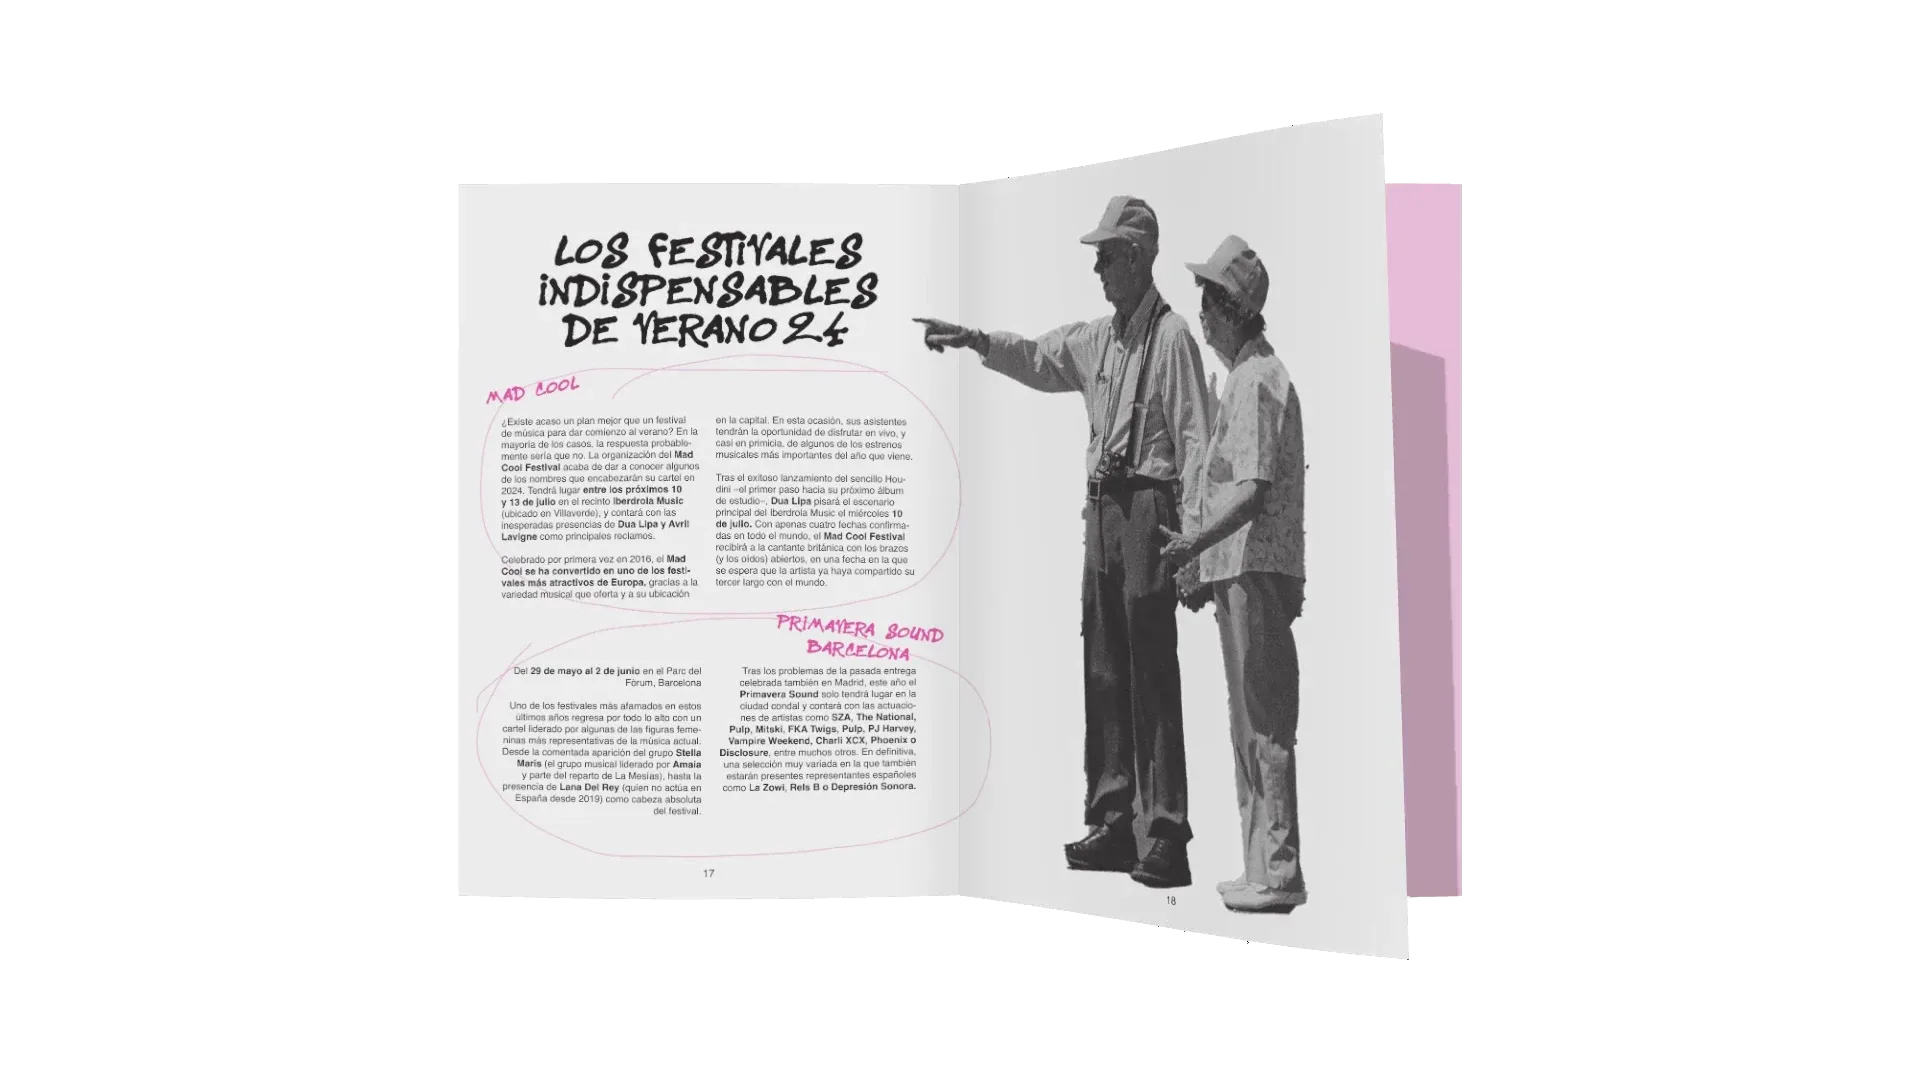 LOS FESTIVALES
INDISPENSABLES
DE VERANO 24
MAD COOL
¿Existe acaso un plan mejor que un festival
de música para dar comienzo al verano? En la
mayoría de los casos, la respuesta probable-
mente sería que no. La organización del Mad
Cool Festival acaba de dar a conocer algunos
de los nombres que encabezarán su cartel en
2024. Tendrá lugar entre los próximos 10
y 13 de julio en el recinto Iberdrola Music
(ubicado en Villaverde), y contará con las
inesperadas presencias de Dua Lipa y Avril
Lavigne como principales reclamos.
Celebrado por primera vez en 2016, el Mad
Cool se ha convertido en uno de los festi-
vales más atractivos de Europa, gracias a la
variedad musical que oferta y a su ubicación
en la capital. En esta ocasión, sus asistentes
tendrán la oportunidad de disfrutar en vivo, y
casi en primicia, de algunos de los estrenos
musicales más importantes del año que viene.
Tras el exitoso lanzamiento del sencillo Hou-
dini –el primer paso hacia su próximo álbum
de estudio–, Dua Lipa pisará el escenario
principal del Iberdrola Music el miércoles 10
de julio. Con apenas cuatro fechas confirma-
das en todo el mundo, el Mad Cool Festival
recibirá a la cantante británica con los brazos
(y los oídos) abiertos, en una fecha en la que
se espera que la artista ya haya compartido su
tercer largo con el mundo.
PRIMAVERA SOUND
BARCELONA
Del 29 de mayo al 2 de junio en el Parc del
Fòrum, Barcelona
Uno de los festivales más afamados en estos
últimos años regresa por todo lo alto con un
cartel liderado por algunas de las figuras feme-
ninas más representativas de la música actual.
Desde la comentada aparición del grupo Stella
Maris (el grupo musical liderado por Amaia
y parte del reparto de La Mesías), hasta la
presencia de Lana Del Rey (quien no actúa en
España desde 2019) como cabeza absoluta
del festival.
Tras los problemas de la pasada entrega
celebrada también en Madrid, este año el
Primavera Sound solo tendrá lugar en la
ciudad condal y contará con las actuacio-
nes de artistas como SZA, The National,
Pulp, Mitski, FKA Twigs, Pulp, PJ Harvey,
Vampire Weekend, Charli XCX, Phoenix o
Disclosure, entre muchos otros. En definitiva,
una selección muy variada en la que también
estarán presentes representantes españoles
como La Zowi, Rels B o Depresión Sonora.
17
18